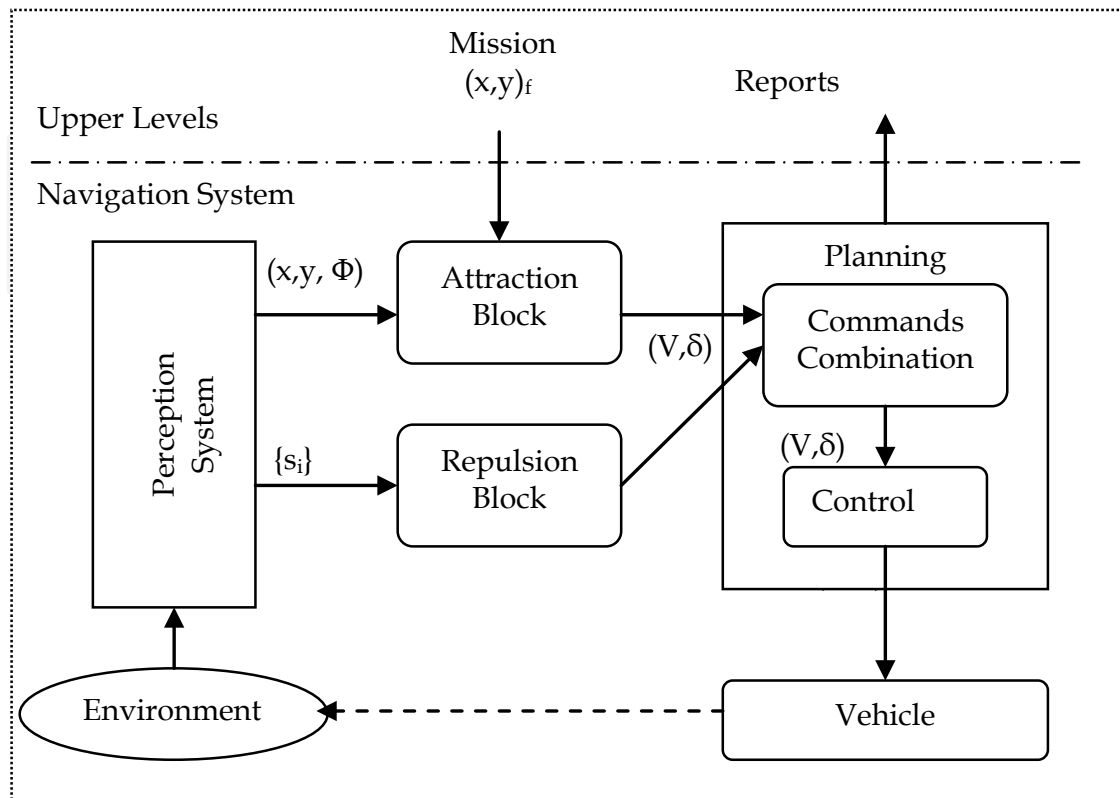 Mission
(x,y)f
Reports
Upper Levels
Navigation System
(x,y, Φ)
Attraction
Block
Planning
Commands
Combination
(V,δ)
Perception
System
{si}
Repulsion
Block
(V,δ)
Control
Environment
Vehicle